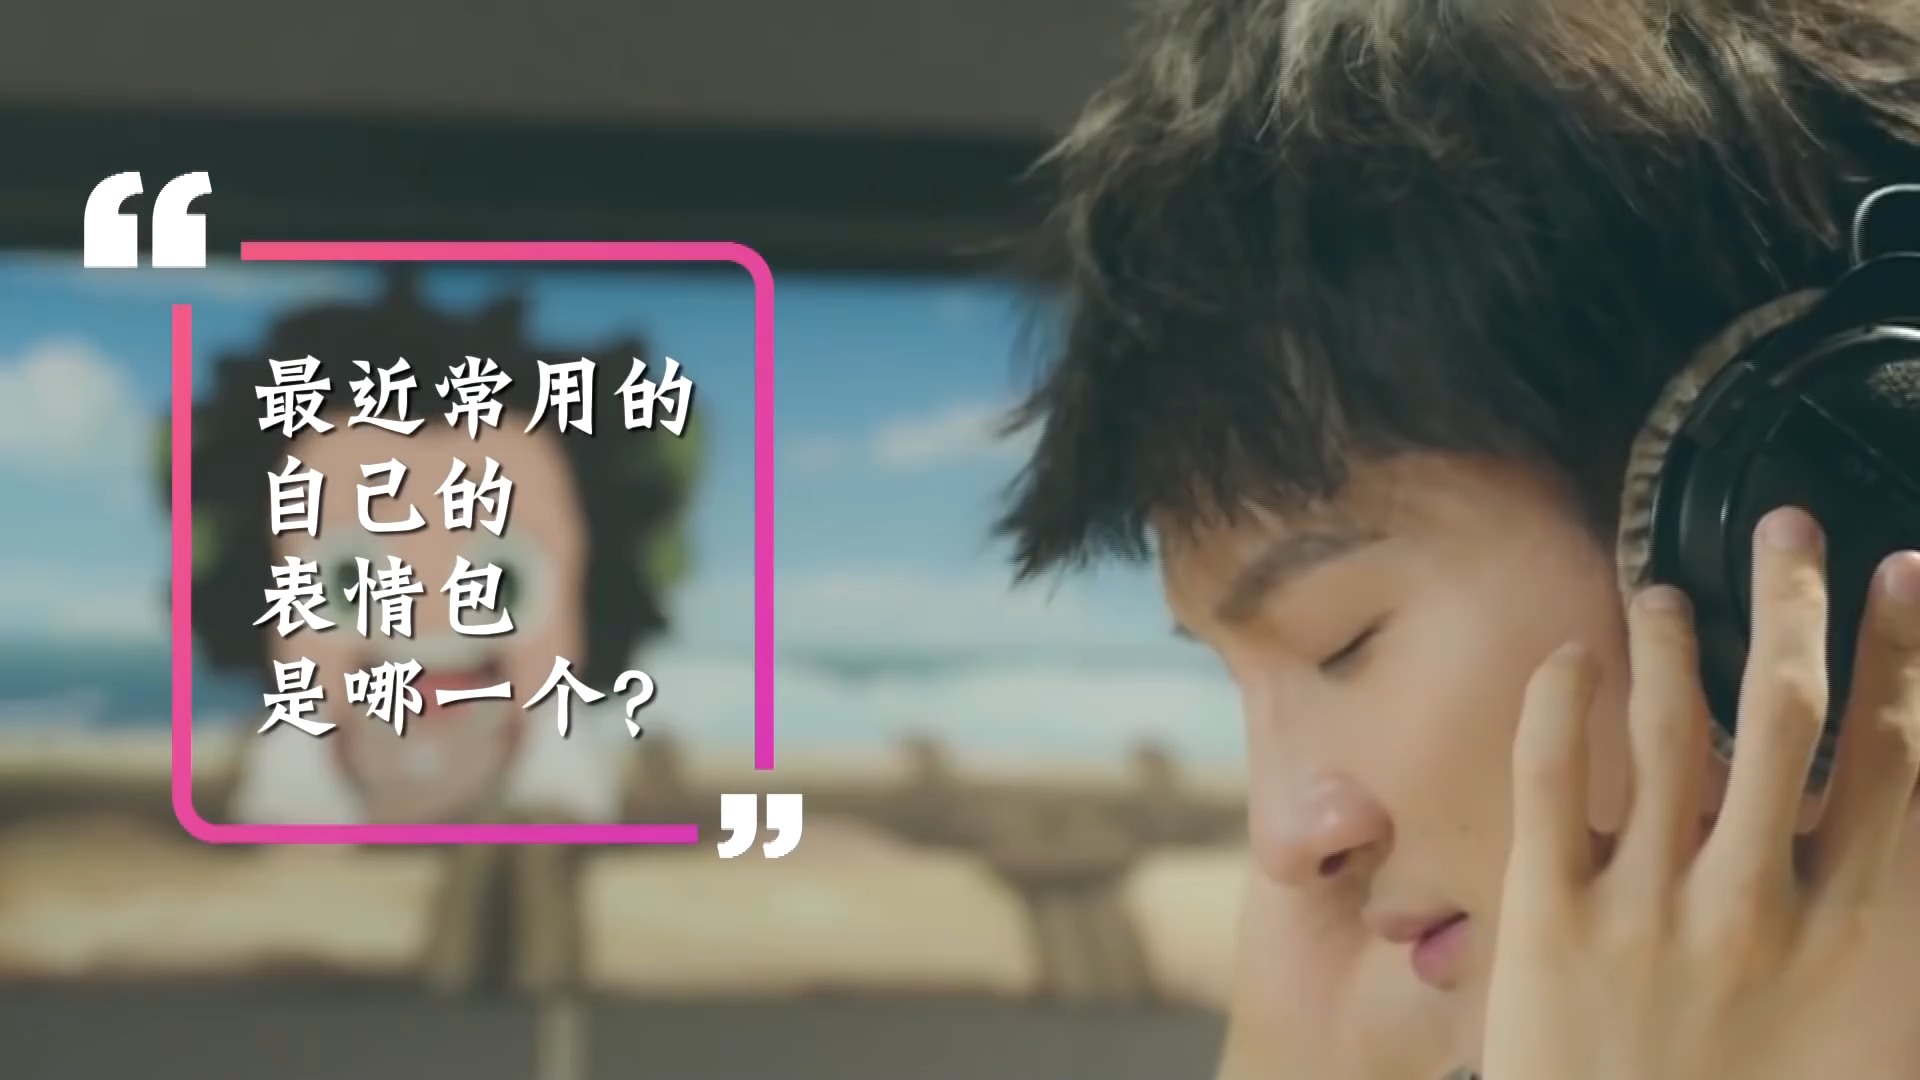 最近常用的
自己的
表情包
是哪一个？